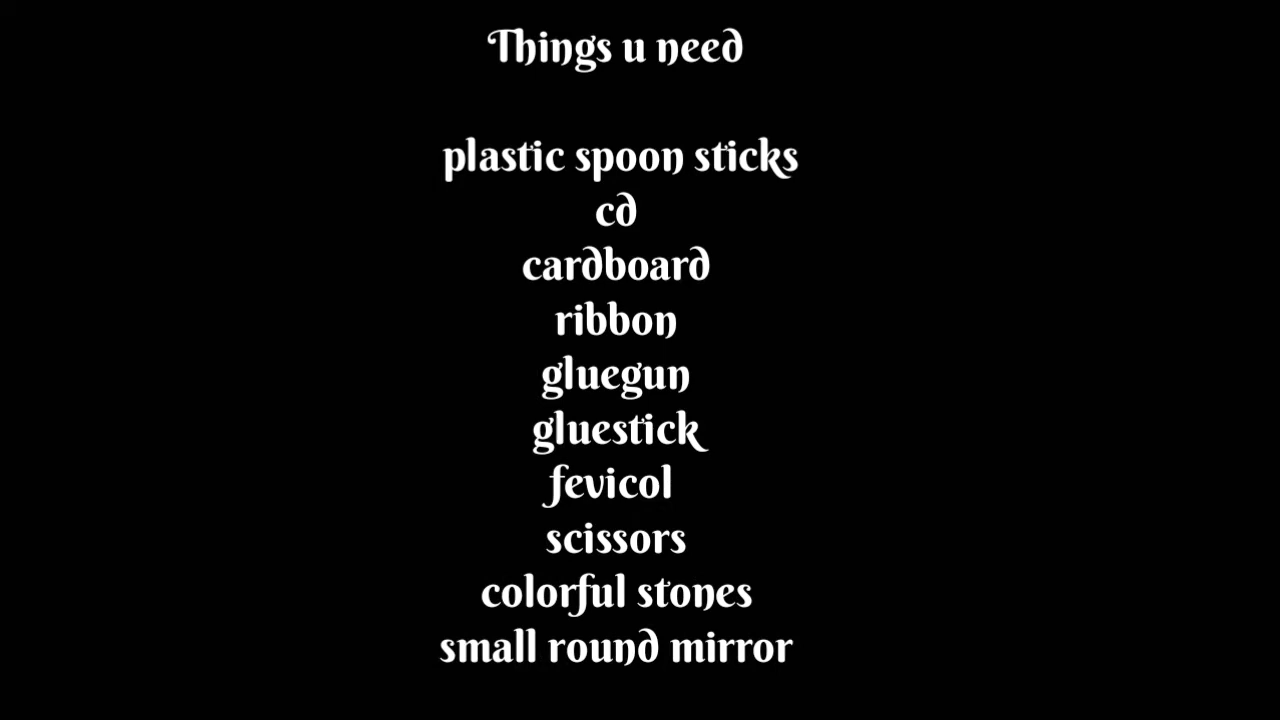 Things u need
plastic spoon sticks
cd
cardboard
ribbon
gluegun
gluestick
fevicol
scissors
colorful stones
small round mirror